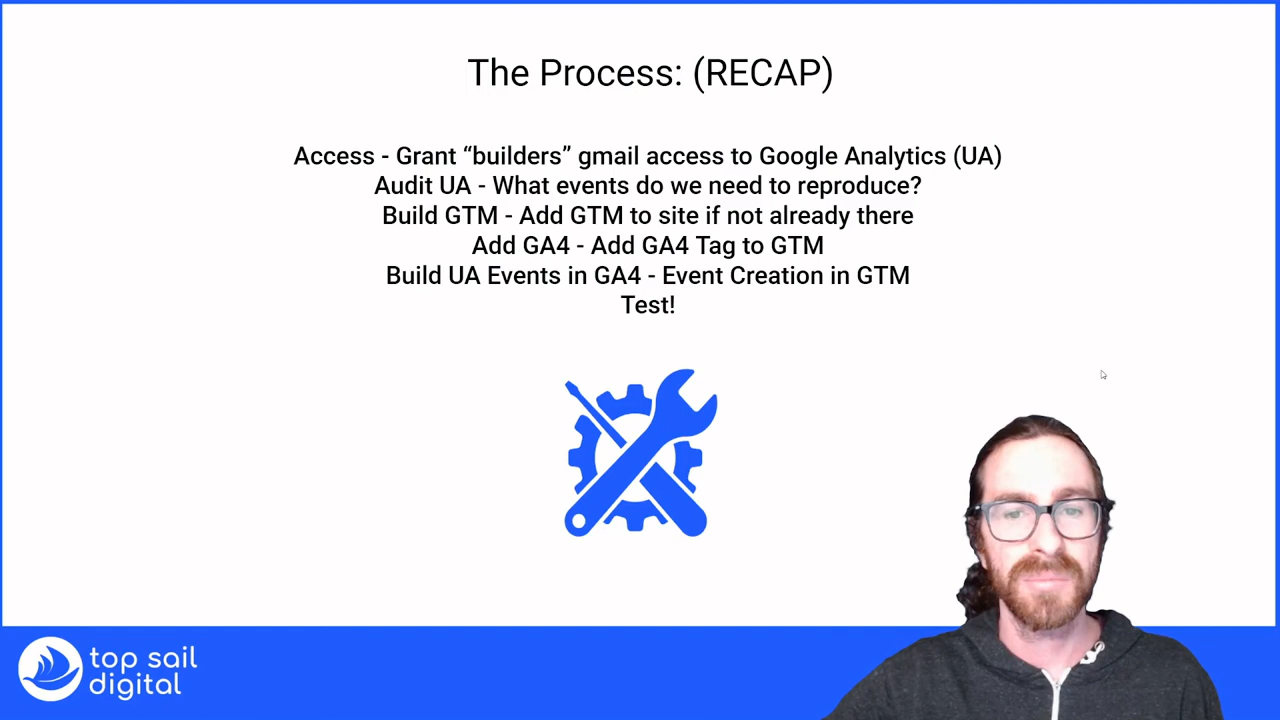 The Process: (RECAP)
Access - Grant “builders” gmail access to Google Analytics (UA)
Audit UA - What events do we need to reproduce?
Build GTM - Add GTM to site if not already there
Add GA4 - Add GA4 Tag to GTM
Build UA Events in GA4 - Event Creation in GTM
Test!
top sail
digital